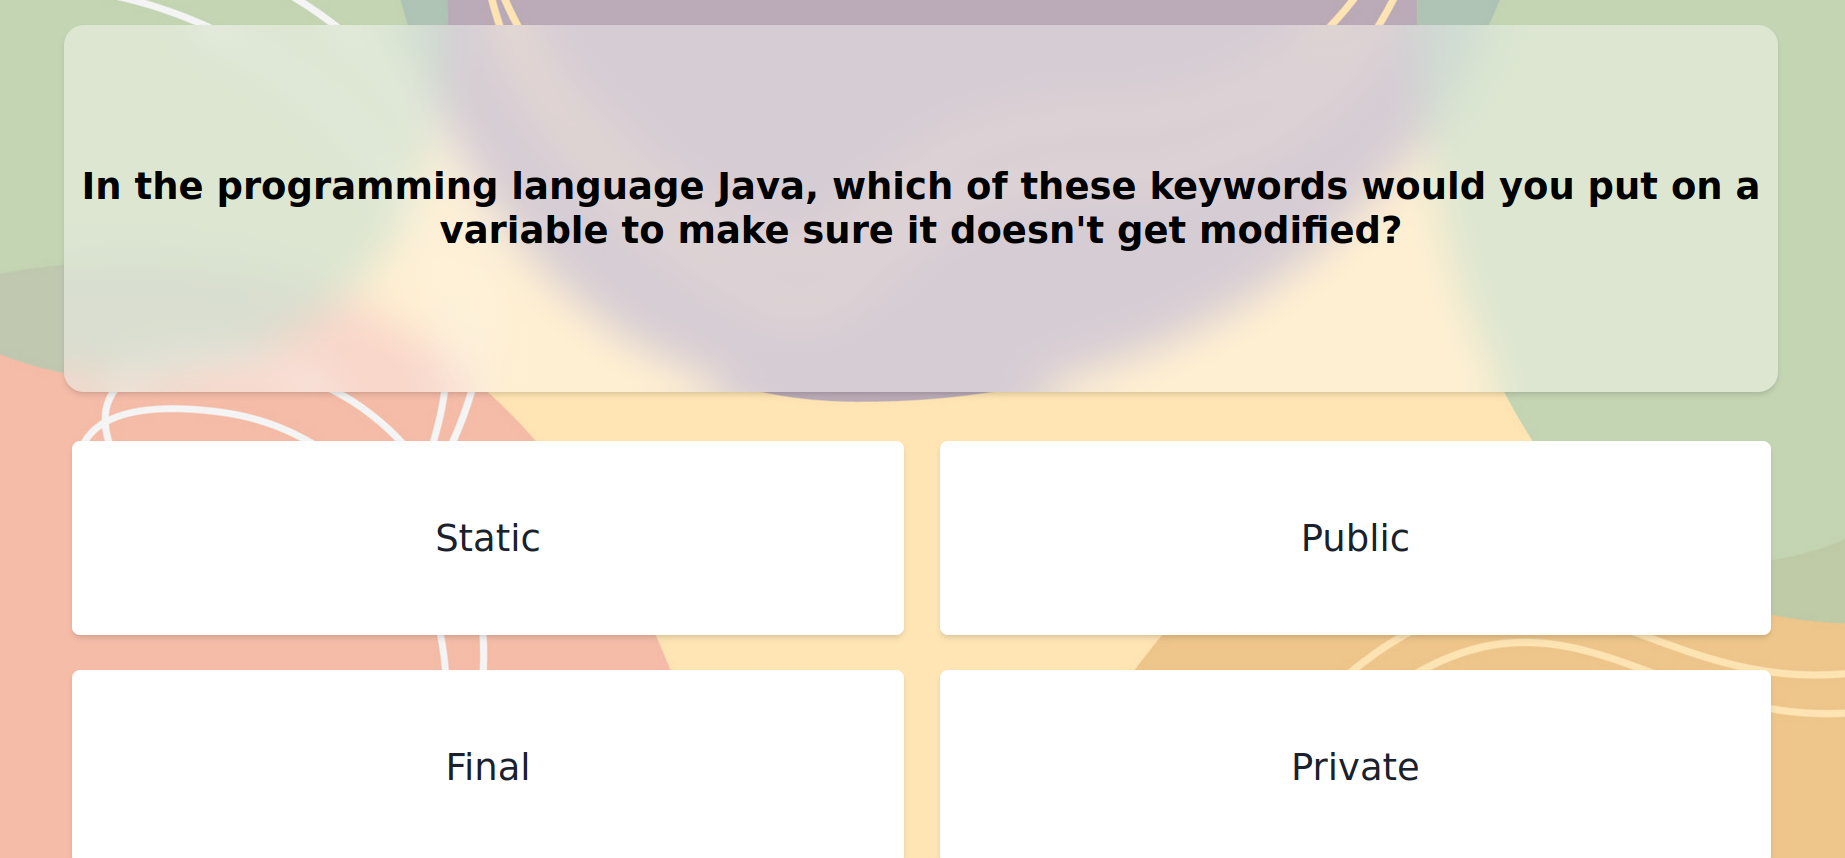 In the programming language Java, which of these keywords would you put on a
variable to make sure it doesn't get modified?
Static
Public
Final
Private